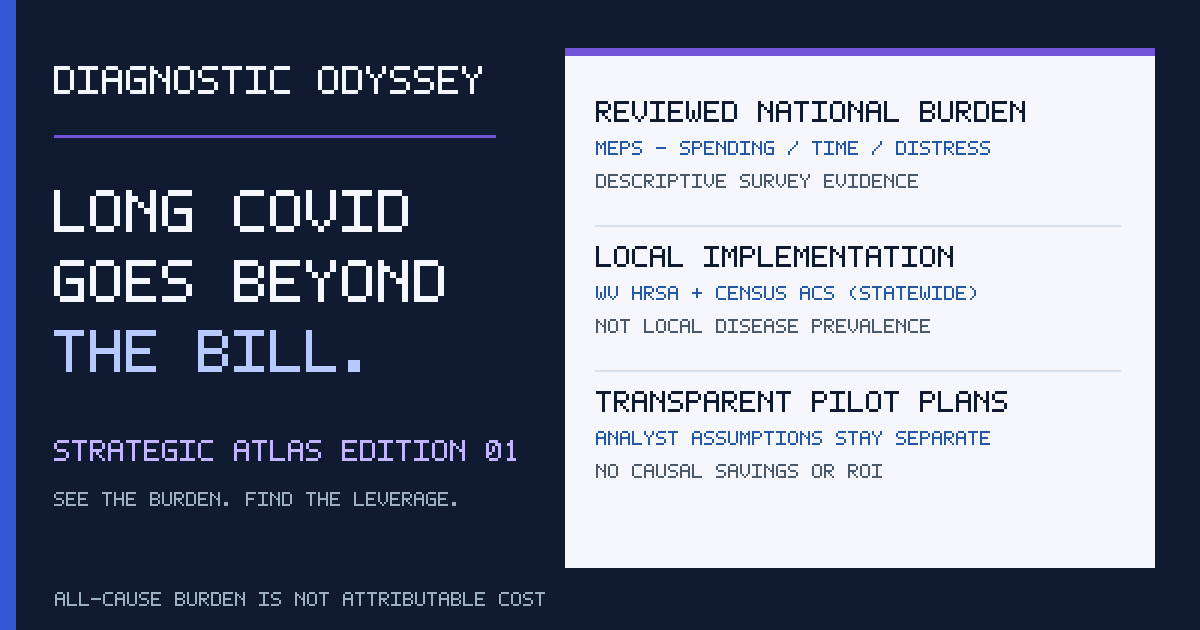 DIAGNOSTIC ODYSSEY
LONG COVID
GOES BEYOND
THE BILL.
STRATEGIC ATLAS EDITION 01
SEE THE BURDEN. FIND THE LEVERAGE.
ALL-CAUSE BURDEN IS NOT ATTRIBUTABLE COST
REVIEWED NATIONAL BURDEN
MEPS - SPENDING / TIME / DISTRESS
DESCRIPTIVE SURVEY EVIDENCE
LOCAL IMPLEMENTATION
WV HRSA + CENSUS ACS (STATEWIDE)
NOT LOCAL DISEASE PREVALENCE
TRANSPARENT PILOT PLANS
ANALYST ASSUMPTIONS STAY SEPARATE
NO CAUSAL SAVINGS OR ROI